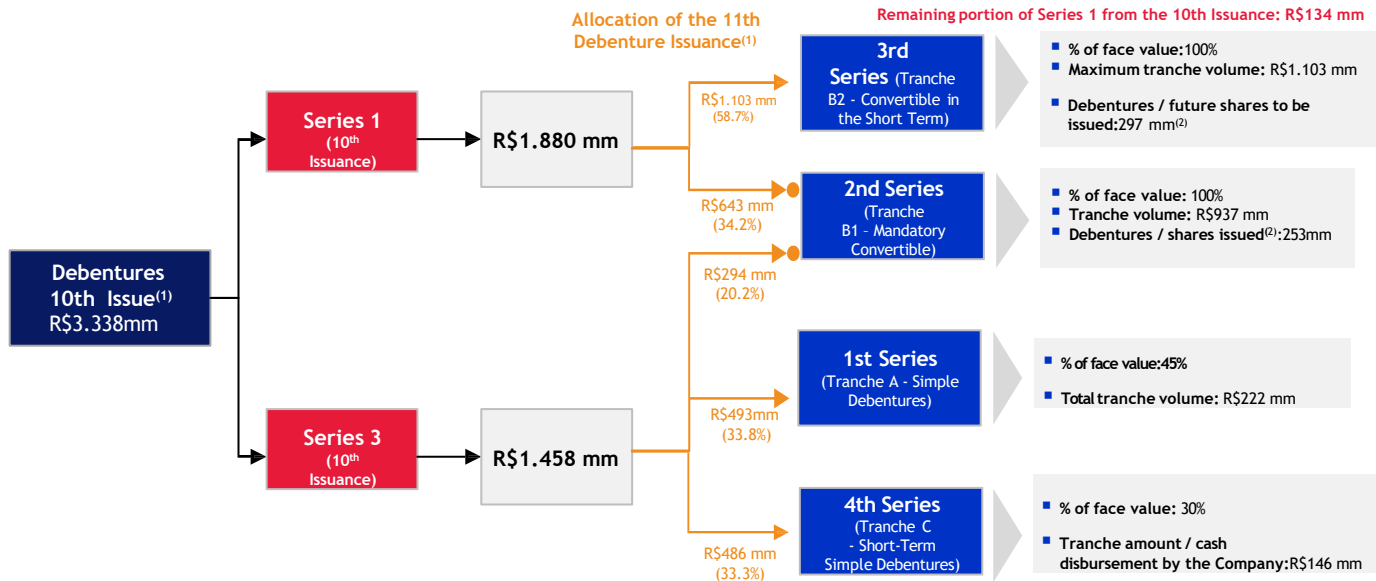 Allocation of the 11th
Debenture Issuance(1)
Remaining portion of Series 1 from the 10th Issuance: R$134 mm
Debentures
10th Issue(1)
R$3.338mm
Series 1
(10th
Issuance)
R$1.880 mm
R$1.103 mm
(58.7%)
3rd
Series (Tranche
B2 - Convertible in
the Short Term)
% of face value:100%
Maximum tranche volume: R$1.103 mm
Debentures / future shares to be
issued:297 mm(2)
R$643 mm
(34.2%)
2nd Series
(Tranche
B1 - Mandatory
Convertible)
% of face value: 100%
Tranche volume: R$937 mm
Debentures / shares issued(2):253mm
Series 3
(10th
Issuance)
R$1.458 mm
R$294 mm
(20.2%)
R$493mm
(33.8%)
1st Series
(Tranche A - Simple
Debentures)
% of face value:45%
Total tranche volume: R$222 mm
R$486 mm
(33.3%)
4th Series
(Tranche C
- Short-Term
Simple Debentures)
% of face value: 30%
Tranche amount / cash
disbursement by the Company:R$146 mm